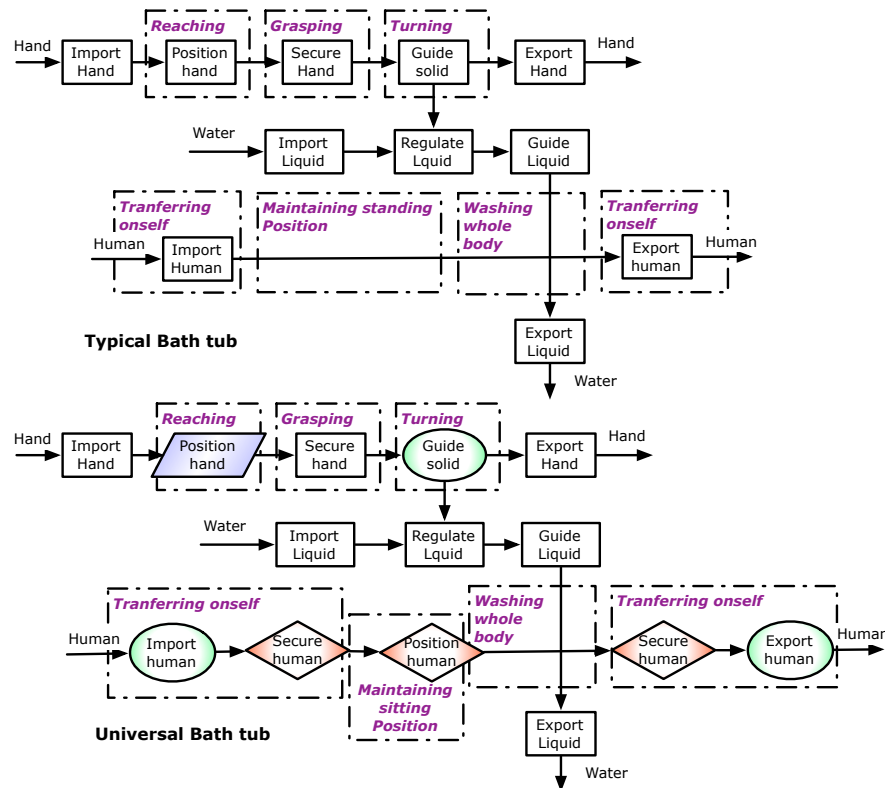 Reaching
Grasping
Turning
Hand
Import
Hand
Position
hand
Secure
Hand
Guide
solid
Export
Hand
Hand
Water
Import
Liquid
Regulate
Lquid
Guide
Liquid
Tranferring
onself
Maintaining standing
Position
Washing
whole
body
Tranferring
onself
Human
Import
Human
Export
human
Human
Typical Bath tub
Export
Liquid
Water
Reaching
Grasping
Turning
Hand
Import
Hand
Position
hand
Secure
hand
Guide
solid
Export
Hand
Hand
Water
Import
Liquid
Regulate
Lquid
Guide
Liquid
Tranferring onself
Washing
whole
body
Tranferring onself
Human
Import
human
Secure
human
Position
human
Secure
human
Export
human
Human
Maintaining
sitting
Position
Universal Bath tub
Export
Liquid
Water